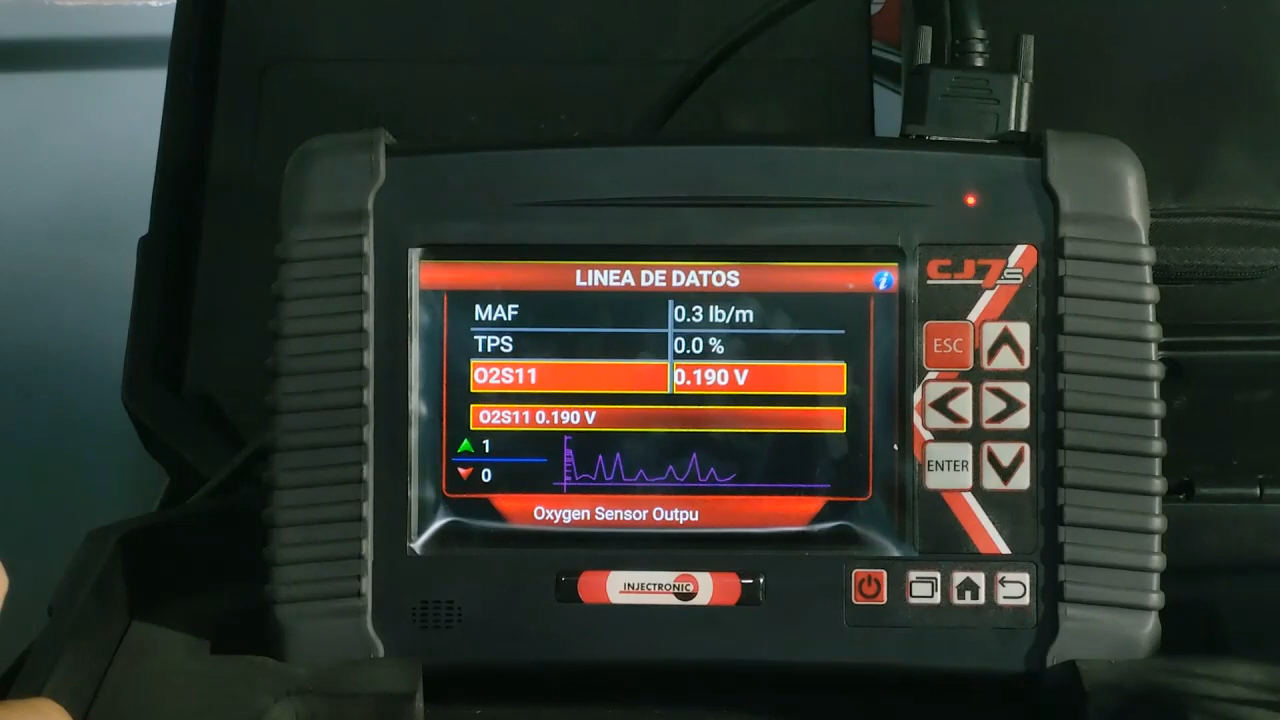 LINEA DE DATOS
i
MAF 0.3 lb/m
TPS 0.0 %
O2S11 0.190 V
O2S11 0.190 V
1
0
Oxygen Sensor Outpu
CJ7s
ESC
ENTER
INJECTRONIC